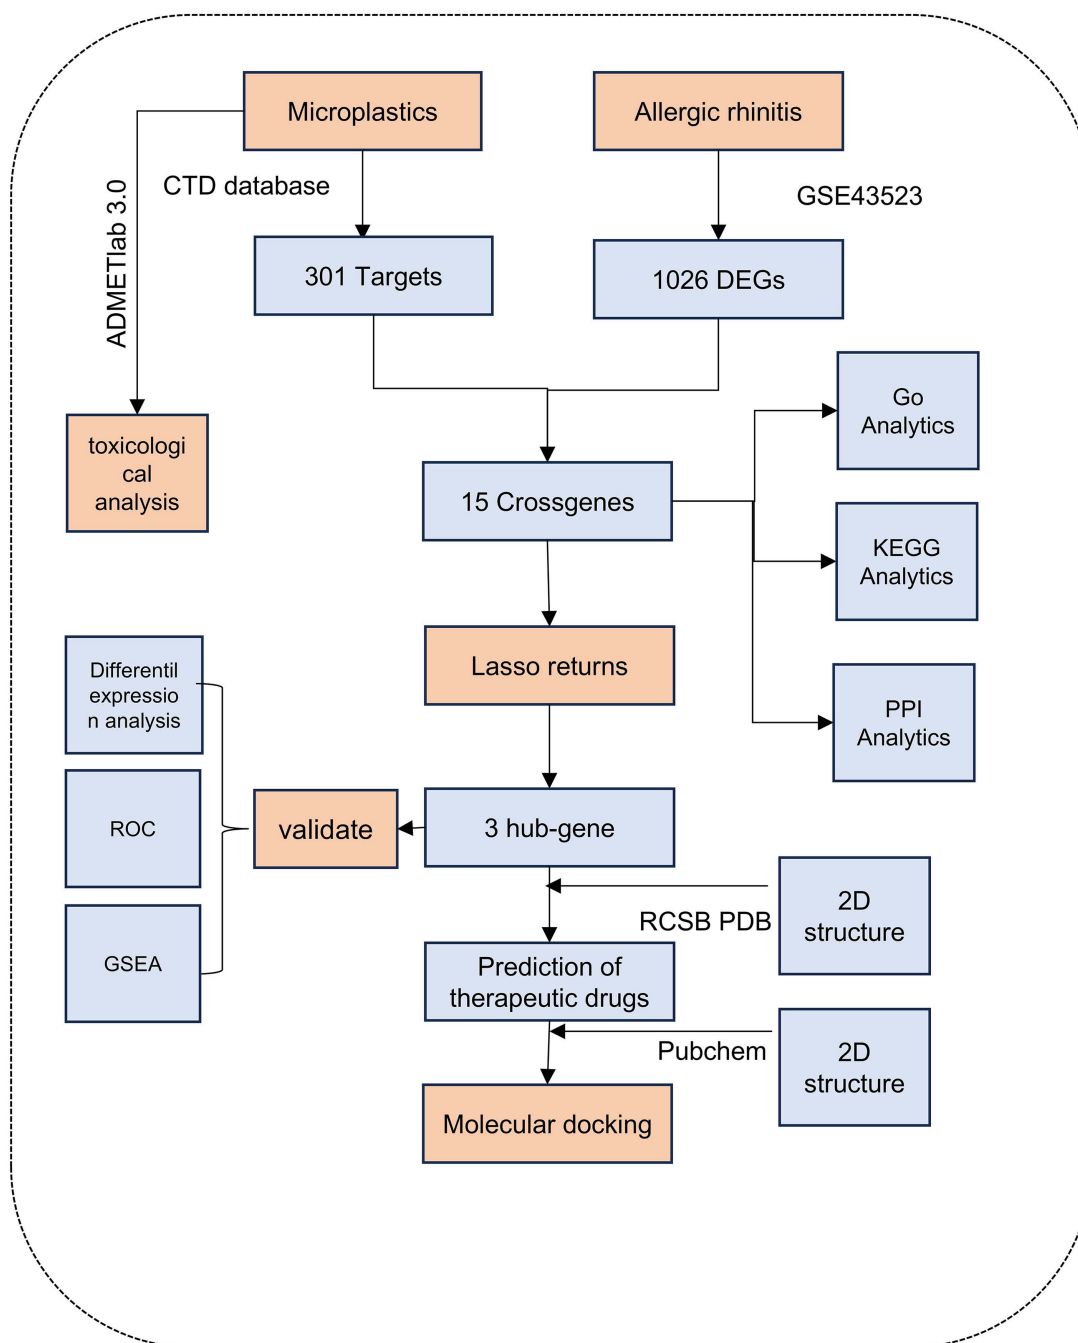 Microplastics
Allergic rhinitis
CTD database
GSE43523
ADMETlab 3.0
301 Targets
1026 DEGs
Go
Analytics
toxicologi
cal
analysis
15 Crossgenes
KEGG
Analytics
Lasso returns
Differentil
expressio
n analysis
PPI
Analytics
ROC
validate
3 hub-gene
2D
structure
RCSB PDB
GSEA
Prediction of
therapeutic drugs
Pubchem
2D
structure
Molecular docking